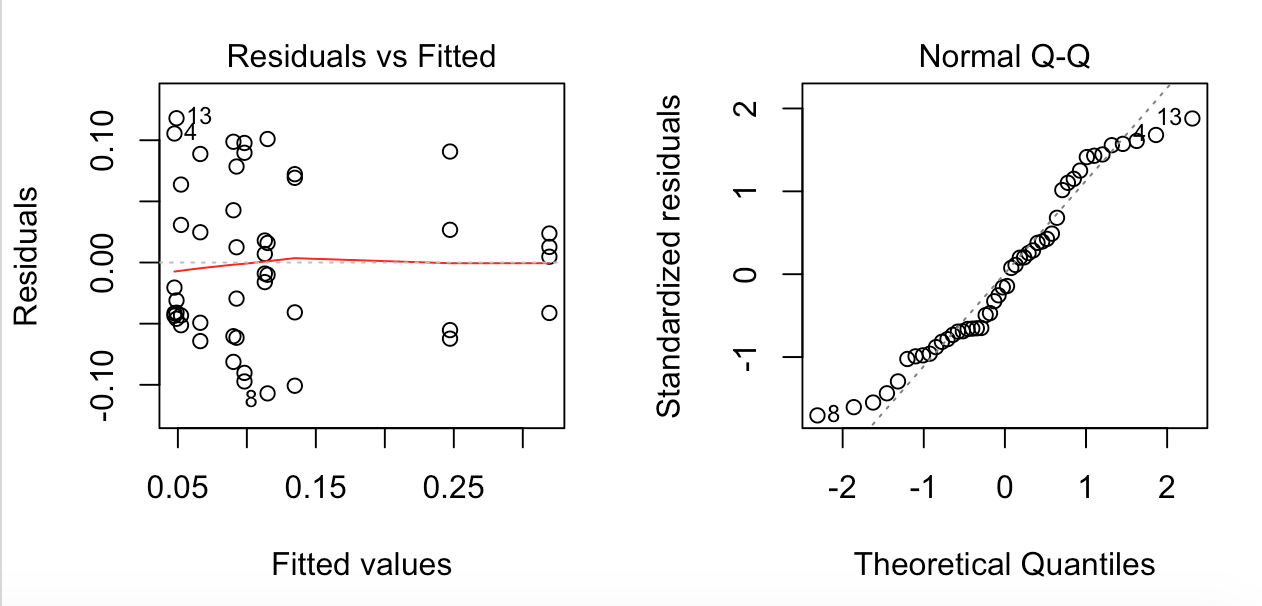 Residuals vs Fitted
Residuals
0.10
0.00
-0.10
13
4
8
0.05 0.15 0.25
Fitted values
Normal Q-Q
Standardized residuals
2
1
0
-1
13
4
8
-2 -1 0 1 2
Theoretical Quantiles